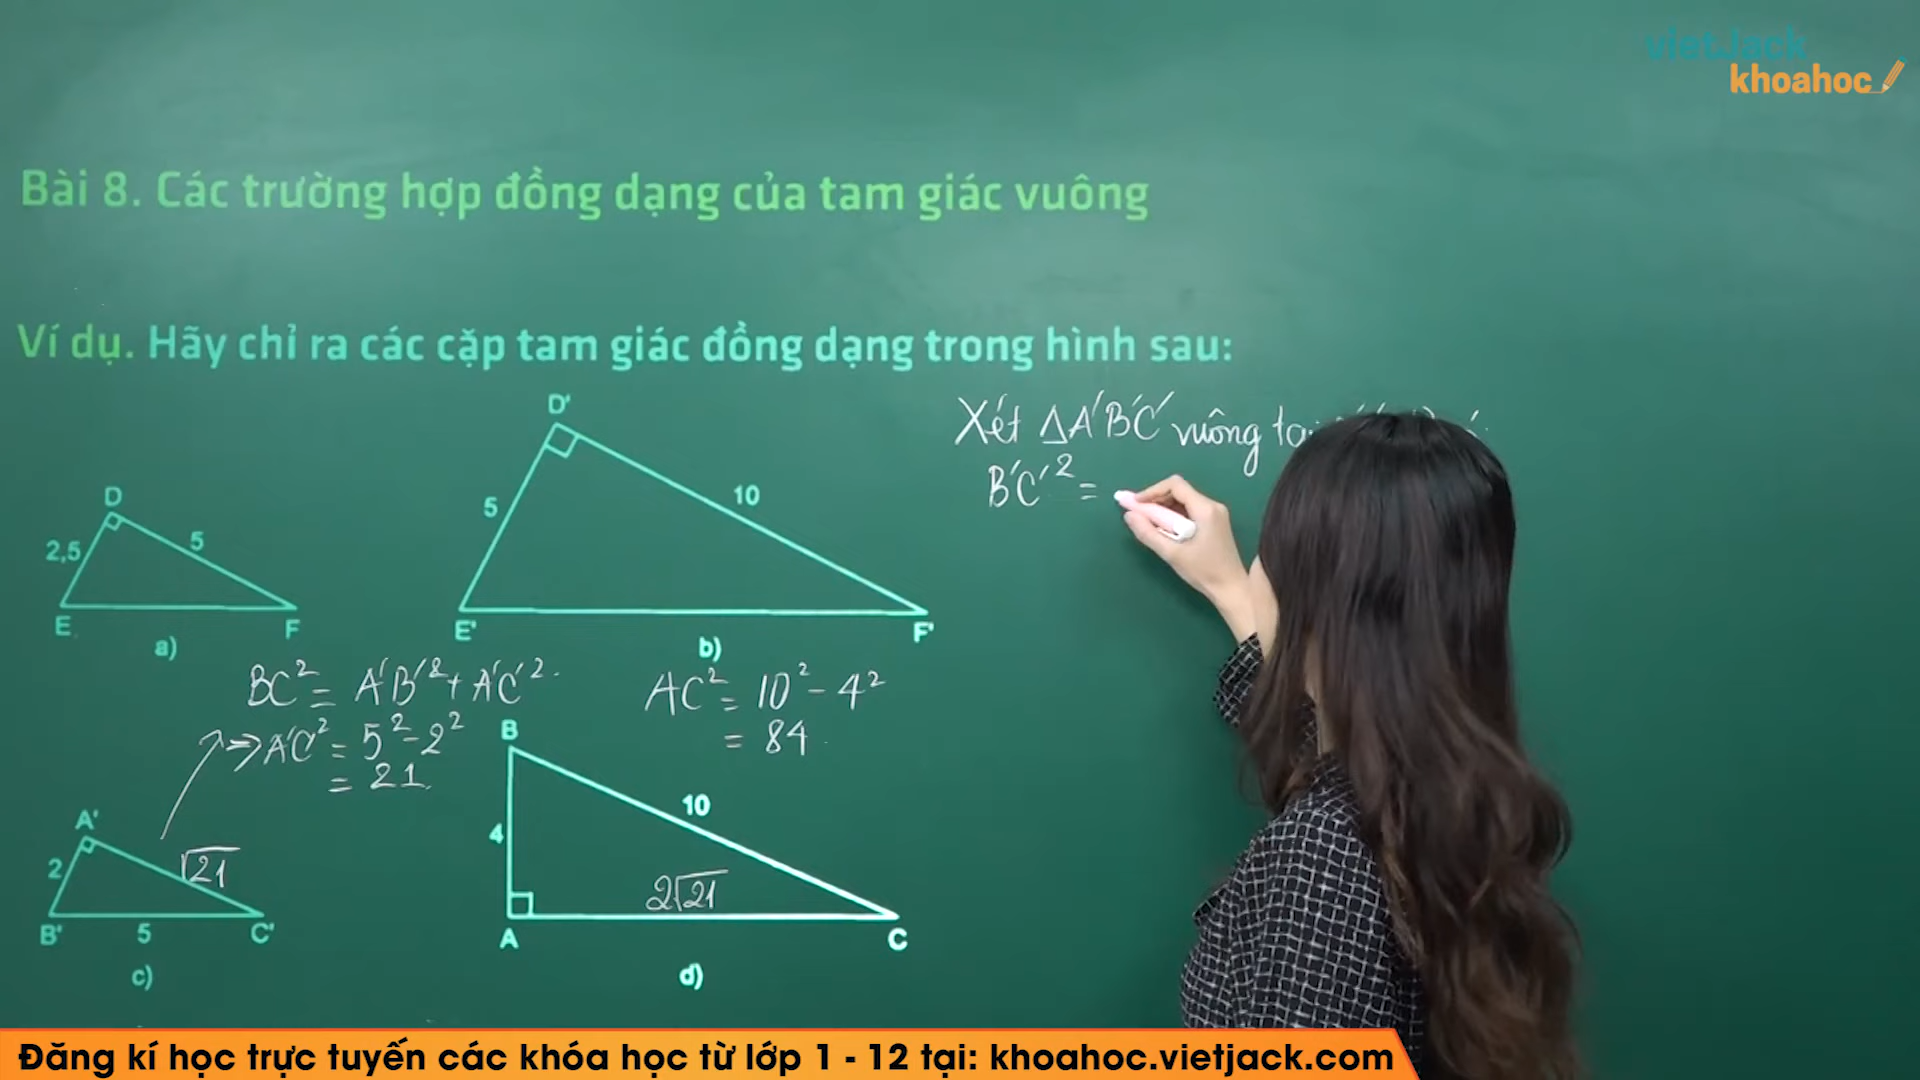 vietJack
khoahoc
Bài 8. Các trường hợp đồng dạng của tam giác vuông
Ví dụ. Hãy chỉ ra các cặp tam giác đồng dạng trong hình sau:
Xét ΔA'B'C' vuông
B'C'² =
D
2,5
5
E
F
a)
D'
5
10
E'
F'
b)
BC² = A'B'² + A'C'²
=> A'C'² = 5² - 2²
= 21
AC² = 10² - 4²
= 84
A'
2
√21
B'
5
C'
c)
B
4
10
2√21
A
C
d)
Đăng kí học trực tuyến các khóa học từ lớp 1 - 12 tại: khoahoc.vietjack.com